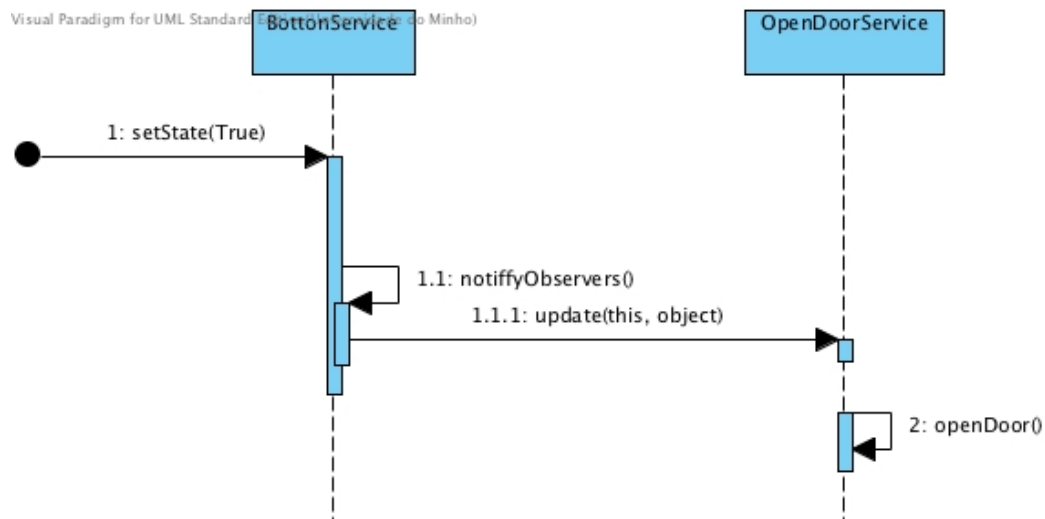 Visual Paradigm for UML Standard do Minho)
BottonService
OpenDoorService
1: setState(True)
1.1: notiffyObservers()
1.1.1: update(this, object)
2: openDoor()